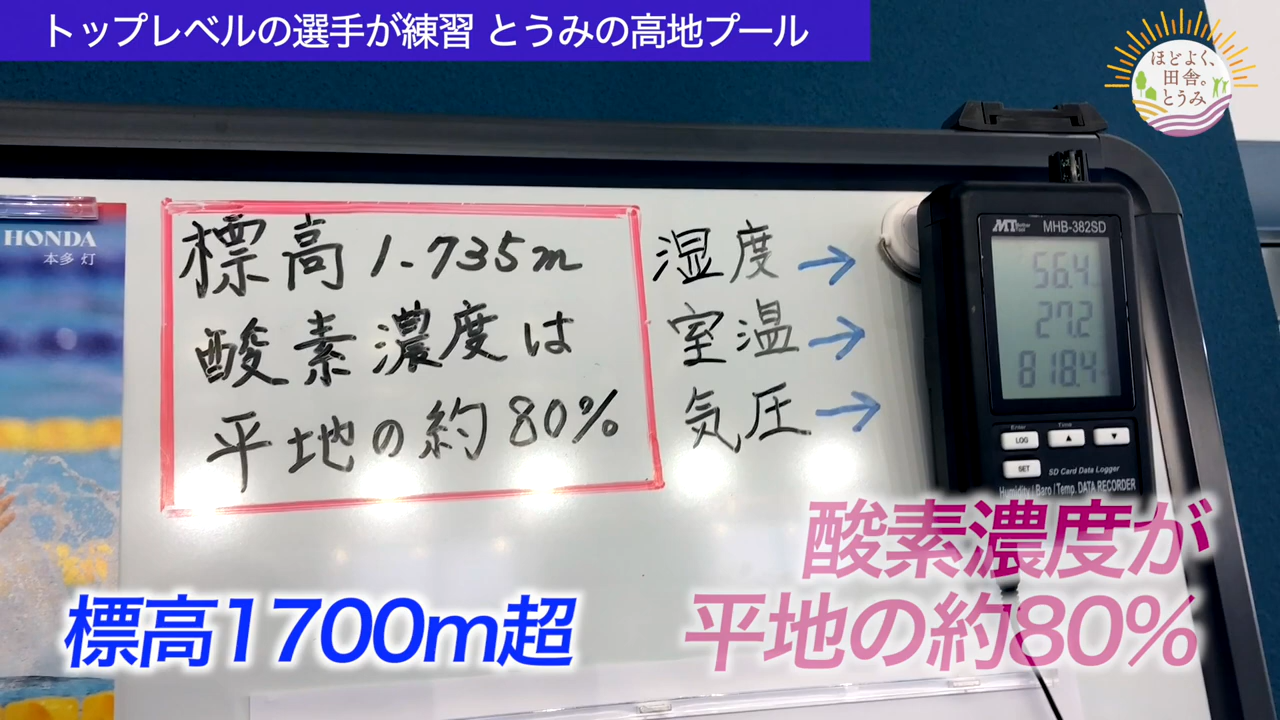 トップレベルの選手が練習 とうみの高地プール
ほどよく、
田舎。
とうみ
HONDA
本多 灯
標高 1.735m
酸素濃度は
平地の約80%
湿度→
室温→
気圧→
MT
MHB-382SD
56.4
27.2
818.4
Enter
Time
LOG
▲
▼
SET
SD Card Data Logger
Humidity / Baro / Temp. DATA RECORDER
酸素濃度が
平地の約80%
標高1700m超